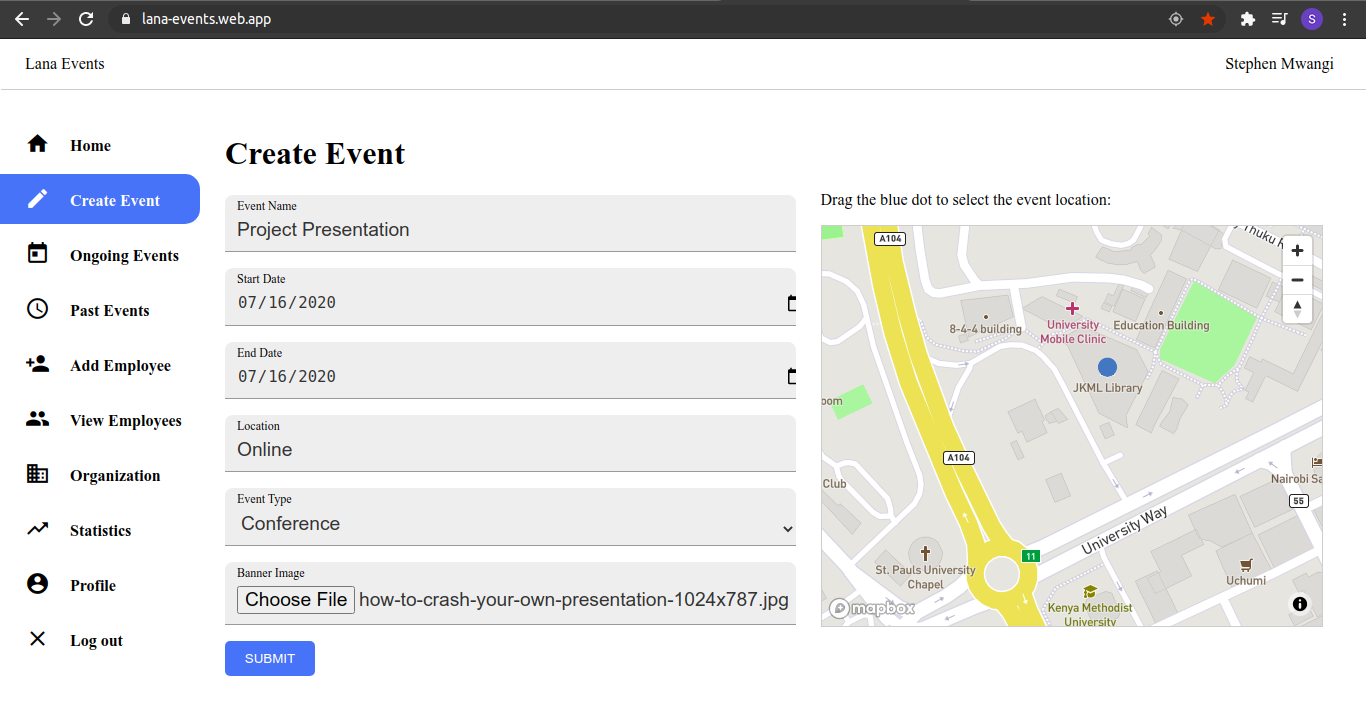 lana-events.web.app
S
Lana Events
Stephen Mwangi
Home
Create Event
Ongoing Events
Past Events
Add Employee
View Employees
Organization
Statistics
Profile
Log out
Create Event
Event Name
Project Presentation
Start Date
07/16/2020
End Date
07/16/2020
Location
Online
Event Type
Conference
Banner Image
Choose File how-to-crash-your-own-presentation-1024x787.jpg
SUBMIT
Drag the blue dot to select the event location:
A104
Thuku R
8-4-4 building
University
Mobile Clinic
Education Building
JKML Library
oom
A104
Club
Nairobi Sa
55
University Way
11
St. Pauls University
Chapel
Uchumi
Kenya Methodist
University
mapbox